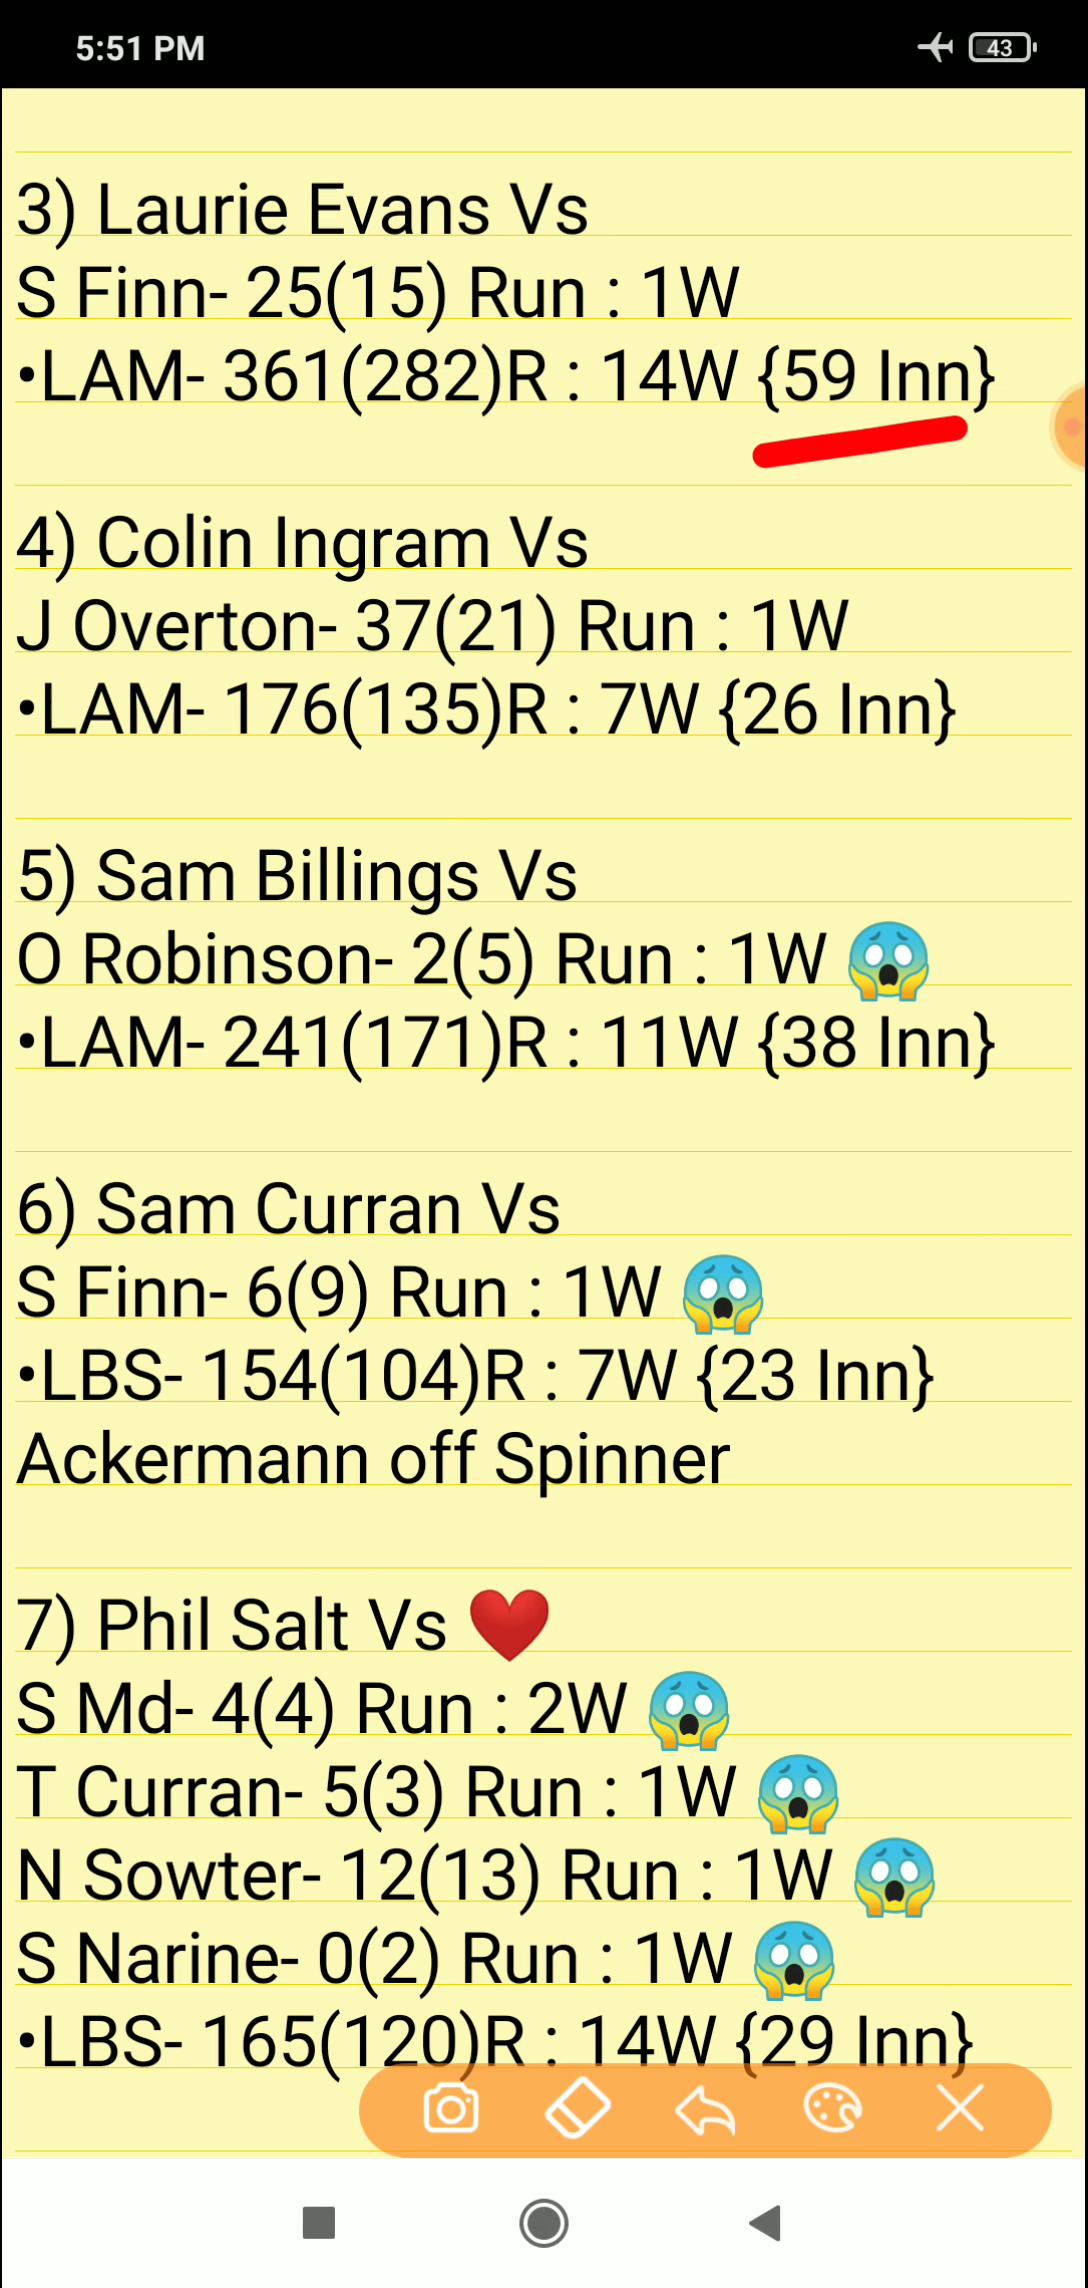 5:51 PM
43
3) Laurie Evans Vs
S Finn- 25(15) Run : 1W
•LAM- 361(282)R : 14W {59 Inn}
4) Colin Ingram Vs
J Overton- 37(21) Run : 1W
•LAM- 176(135)R : 7W {26 Inn}
5) Sam Billings Vs
O Robinson- 2(5) Run : 1W 😱
•LAM- 241(171)R : 11W {38 Inn}
6) Sam Curran Vs
S Finn- 6(9) Run : 1W 😱
•LBS- 154(104)R : 7W {23 Inn}
Ackermann off Spinner
7) Phil Salt Vs ❤️
S Md- 4(4) Run : 2W 😱
T Curran- 5(3) Run : 1W 😱
N Sowter- 12(13) Run : 1W 😱
S Narine- 0(2) Run : 1W 😱
•LBS- 165(120)R : 14W {29 Inn}